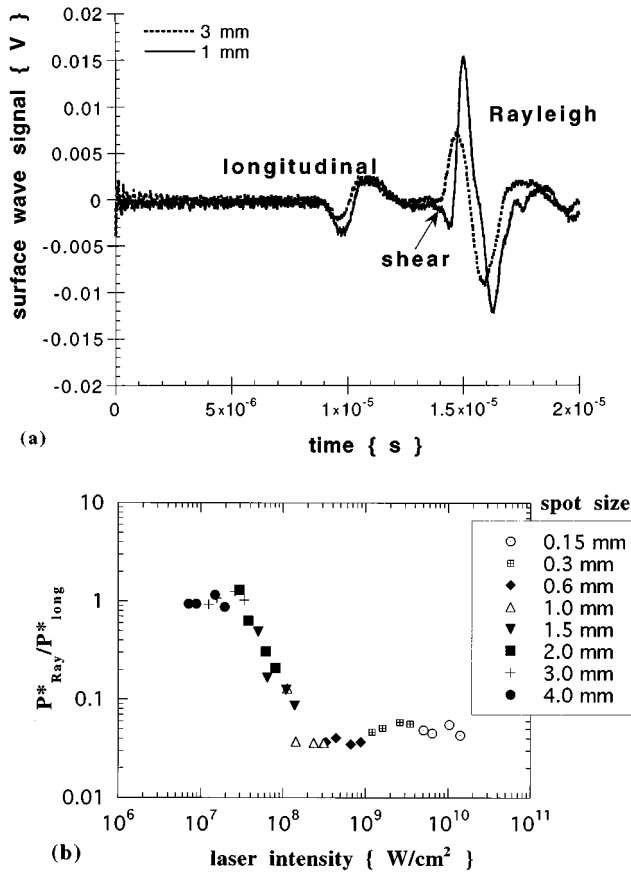 3 mm
1 mm
surface wave signal { V }
0.02
0.015
0.01
0.005
0
-0.005
-0.01
-0.015
-0.02
longitudinal
Rayleigh
shear
0
5x10⁻⁶
1x10⁻⁵
1.5x10⁻⁵
2x10⁻⁵
(a)
time { s }
P*Ray/P*long
10
1
0.1
0.01
spot size
0.15 mm
0.3 mm
0.6 mm
1.0 mm
1.5 mm
2.0 mm
3.0 mm
4.0 mm
10⁶
10⁷
10⁸
10⁹
10¹⁰
10¹¹
(b)
laser intensity { W/cm² }